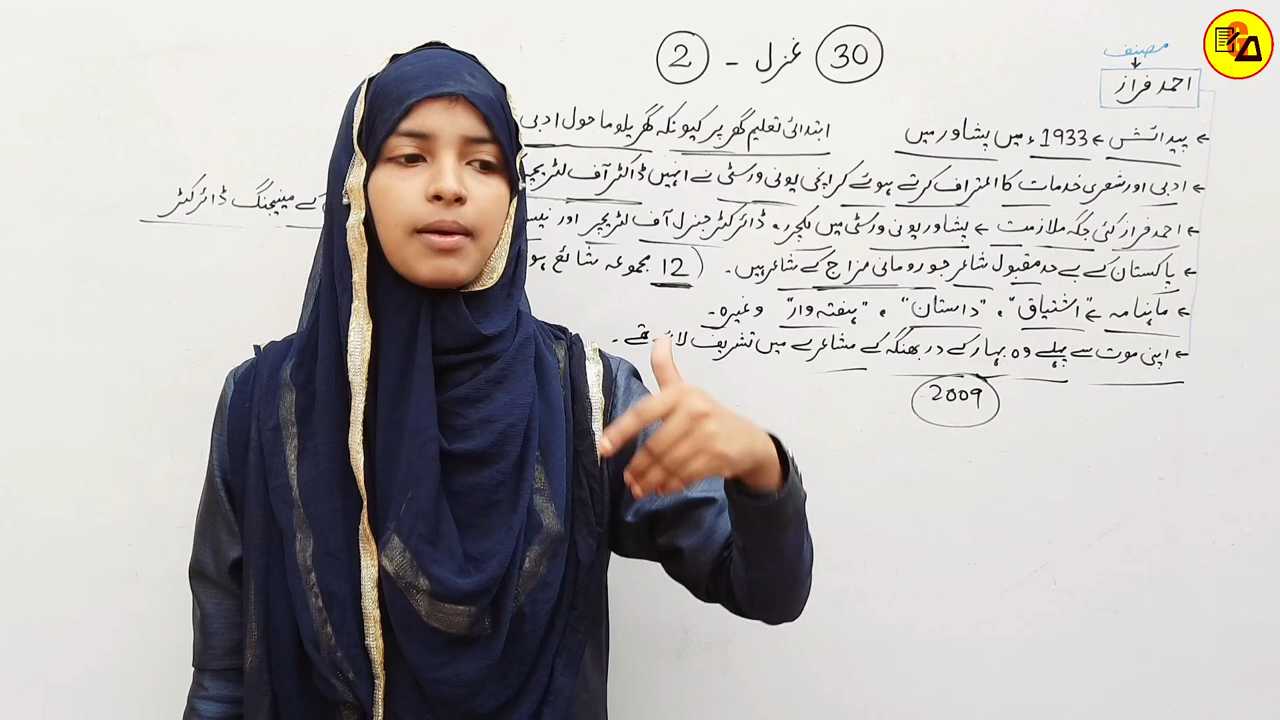 30 غزل - 2
مصنف
احمد فراز
پیدائش → 1933ء میں پشاور میں ابتدائی تعلیم گھر پر کیونکہ گھریلو ماحول ادبی
ادبی اور شعری خدمات کا اعتراف کرتے ہوئے کراچی یونی ورسٹی نے انہیں ڈاکٹر آف لٹریچر
احمد فراز کئی جگہ ملازمت → پشاور یونی ورسٹی میں لکچرر، ڈائرکٹر جنرل آف لٹریچر اور کے مینیجنگ ڈائرکٹر
پاکستان کے بے حد مقبول شاعر جو رومانی مزاج کے شاعر ہیں۔ (12 مجموعہ شائع
ماہنامہ → "اشتیاق"، "داستان"، "ہفتہ وار" وغیرہ۔
اپنی موت سے پہلے وہ بہار کے دربھنگہ کے مشاعرے میں تشریف لائے تھے۔
2009